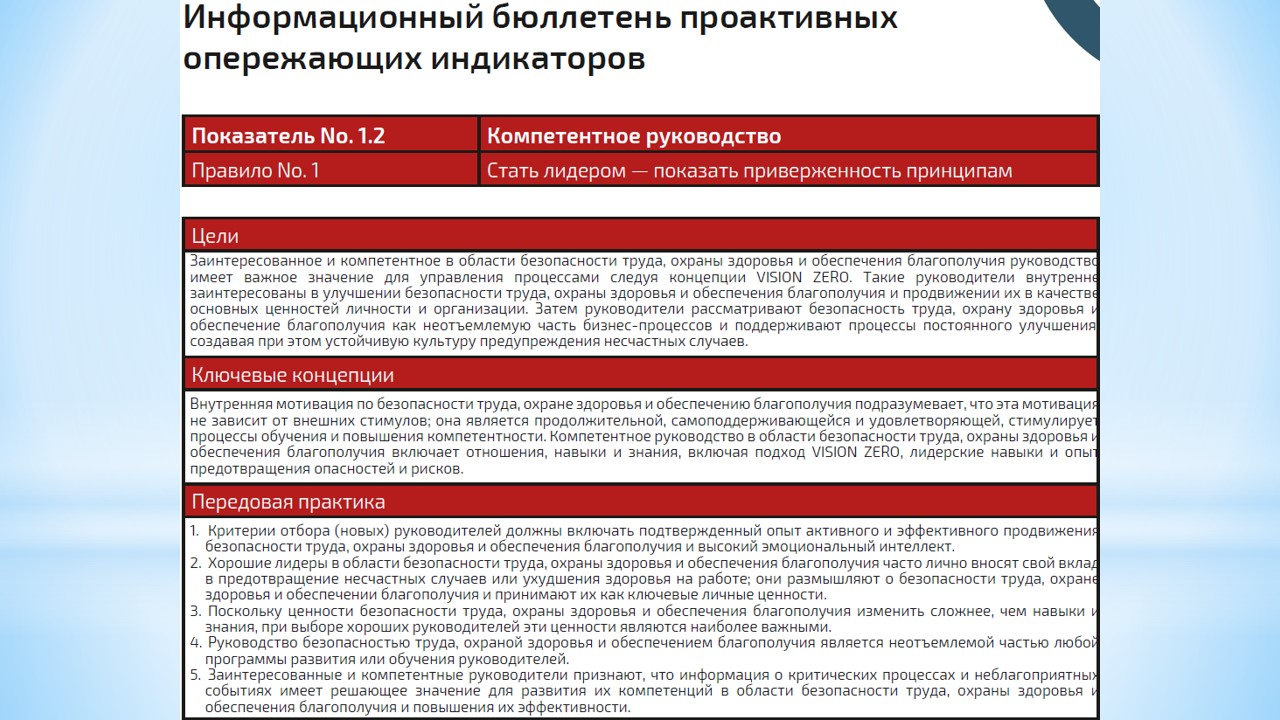 Информационный бюллетень проактивных
опережающих индикаторов
Показатель No. 1.2 Компетентное руководство
Правило No. 1 Стать лидером — показать приверженность принципам
Цели
Заинтересованное и компетентное в области безопасности труда, охраны здоровья и обеспечения благополучия руководство
имеет важное значение для управления процессами следуя концепции VISION ZERO. Такие руководители внутренне
заинтересованы в улучшении безопасности труда, охраны здоровья и обеспечения благополучия и продвижении их в качестве
основных ценностей личности и организации. Затем руководители рассматривают безопасность труда, охрану здоровья и
обеспечение благополучия как неотъемлемую часть бизнес-процессов и поддерживают процессы постоянного улучшения,
создавая при этом устойчивую культуру предупреждения несчастных случаев.
Ключевые концепции
Внутренняя мотивация по безопасности труда, охране здоровья и обеспечению благополучия подразумевает, что эта мотивация
не зависит от внешних стимулов; она является продолжительной, самоподдерживающейся и удовлетворяющей, стимулирует
процессы обучения и повышения компетентности. Компетентное руководство в области безопасности труда, охраны здоровья и
обеспечения благополучия включает отношения, навыки и знания, включая подход VISION ZERO, лидерские навыки и опыт
предотвращения опасностей и рисков.
Передовая практика
1. Критерии отбора (новых) руководителей должны включать подтвержденный опыт активного и эффективного продвижения
безопасности труда, охраны здоровья и обеспечения благополучия и высокий эмоциональный интеллект.
2. Хорошие лидеры в области безопасности труда, охраны здоровья и обеспечения благополучия часто лично вносят свой вклад
в предотвращение несчастных случаев или ухудшения здоровья на работе; они размышляют о безопасности труда, охране
здоровья и обеспечении благополучия и принимают их как ключевые личные ценности.
3. Поскольку ценности безопасности труда, охраны здоровья и обеспечения благополучия изменить сложнее, чем навыки и
знания, при выборе хороших руководителей эти ценности являются наиболее важными.
4. Руководство безопасностью труда, охраной здоровья и обеспечением благополучия является неотъемлемой частью любой
программы развития или обучения руководителей.
5. Заинтересованные и компетентные руководители признают, что информация о критических процессах и неблагоприятных
событиях имеет решающее значение для развития их компетенций в области безопасности труда, охраны здоровья и
обеспечения благополучия и повышения их эффективности.